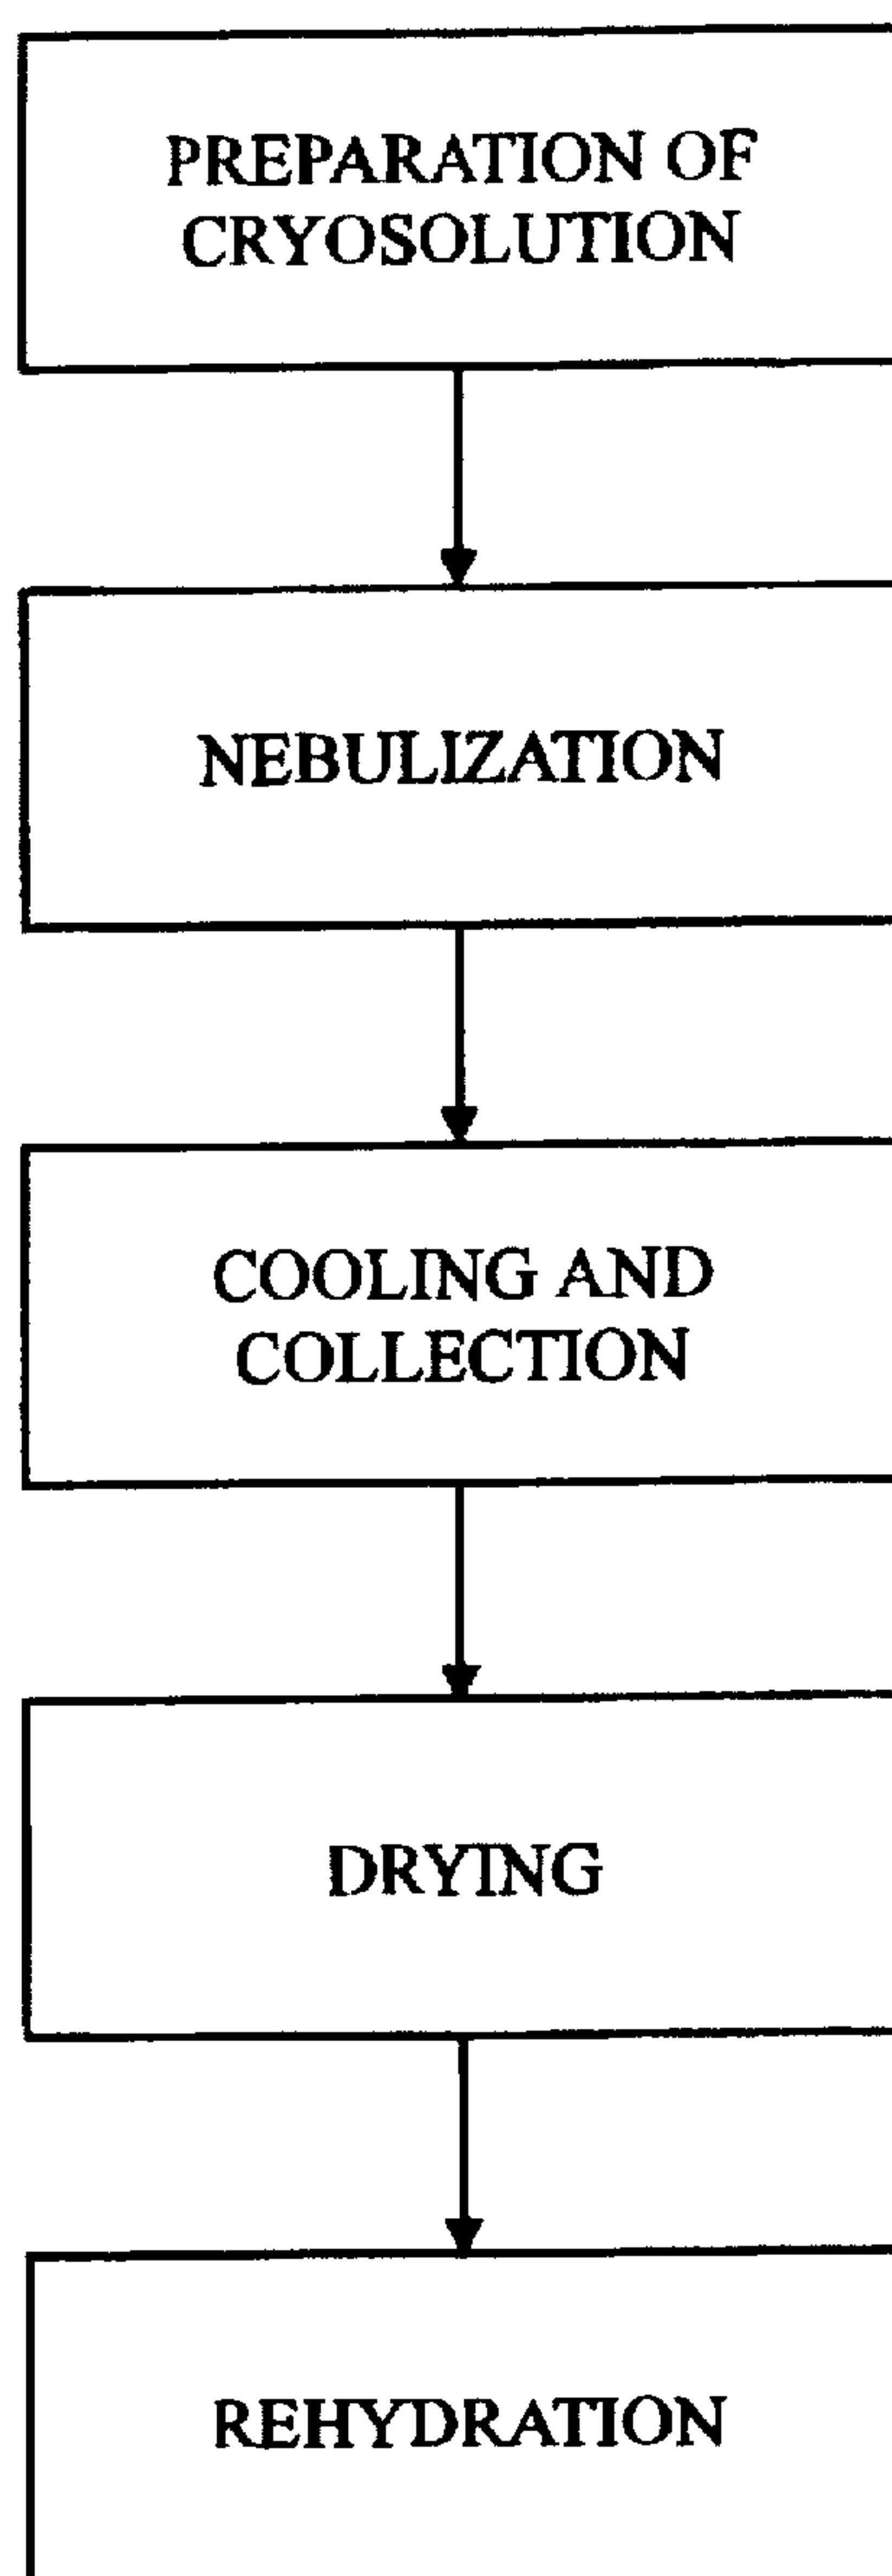 PREPARATION OF
CRYOSOLUTION
NEBULIZATION
COOLING AND
COLLECTION
DRYING
REHYDRATION